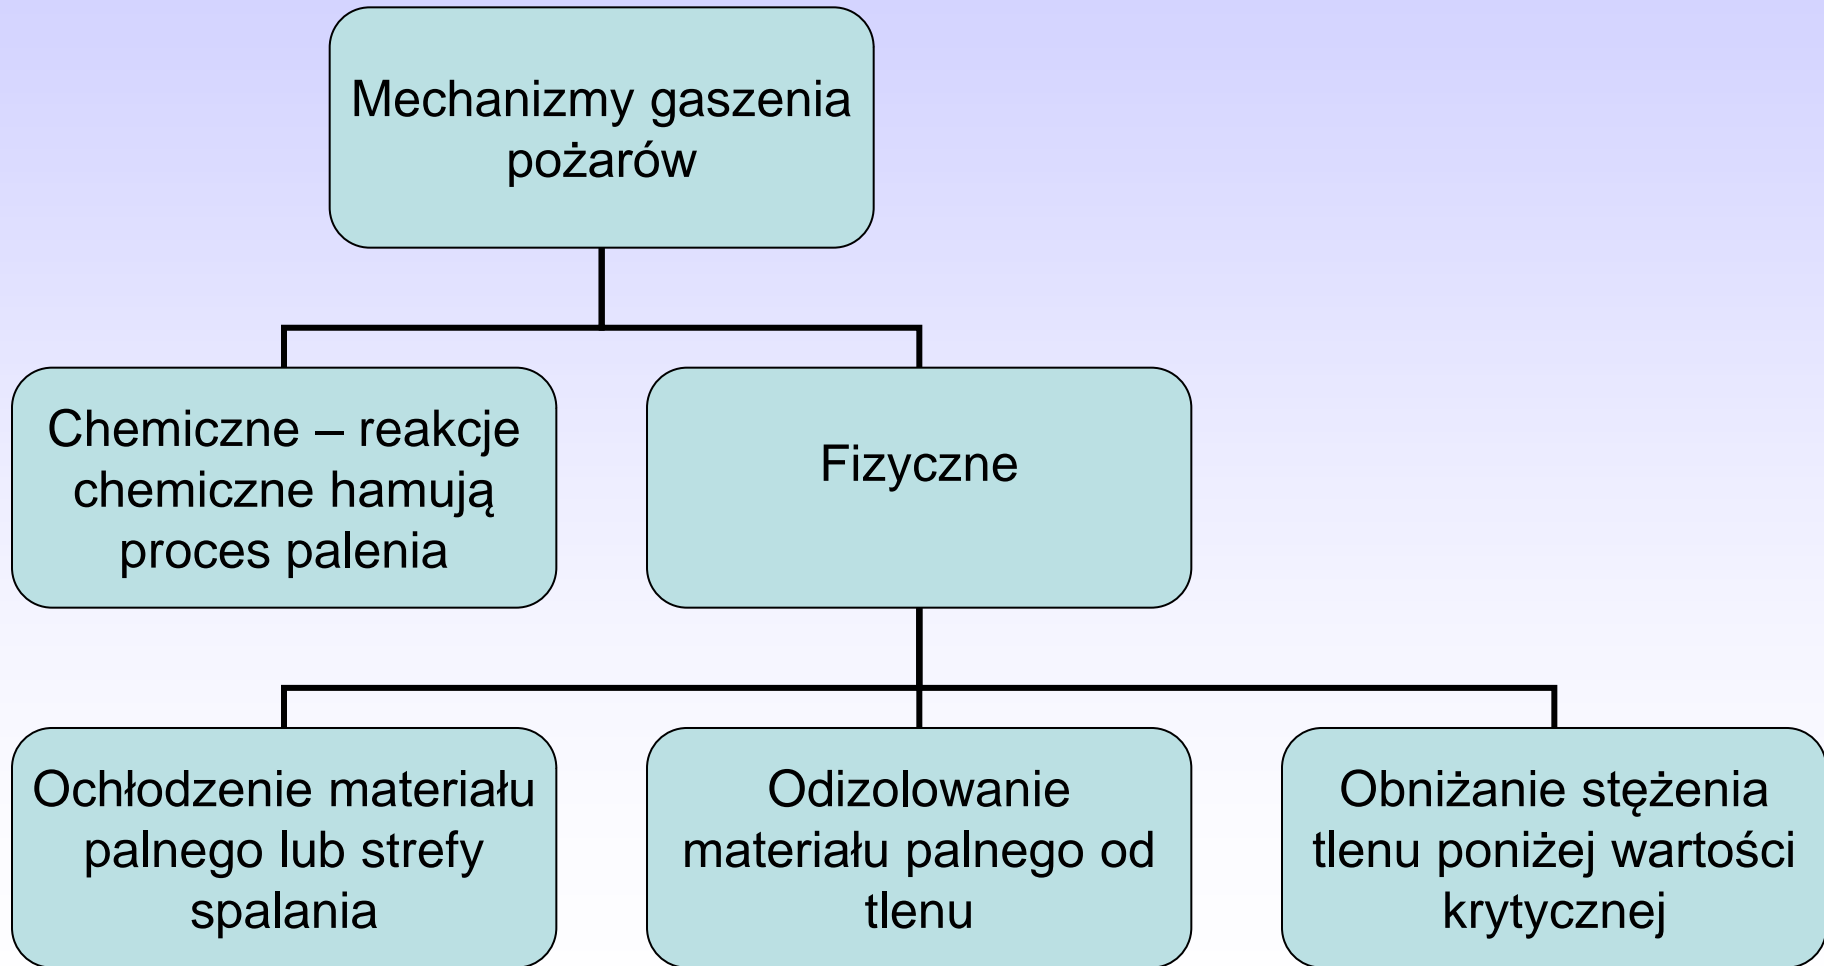 Mechanizmy gaszenia
pożarów
Chemiczne – reakcje
chemiczne hamują
proces palenia
Fizyczne
Ochłodzenie materiału
palnego lub strefy
spalania
Odizolowanie
materiału palnego od
tlenu
Obniżanie stężenia
tlenu poniżej wartości
krytycznej